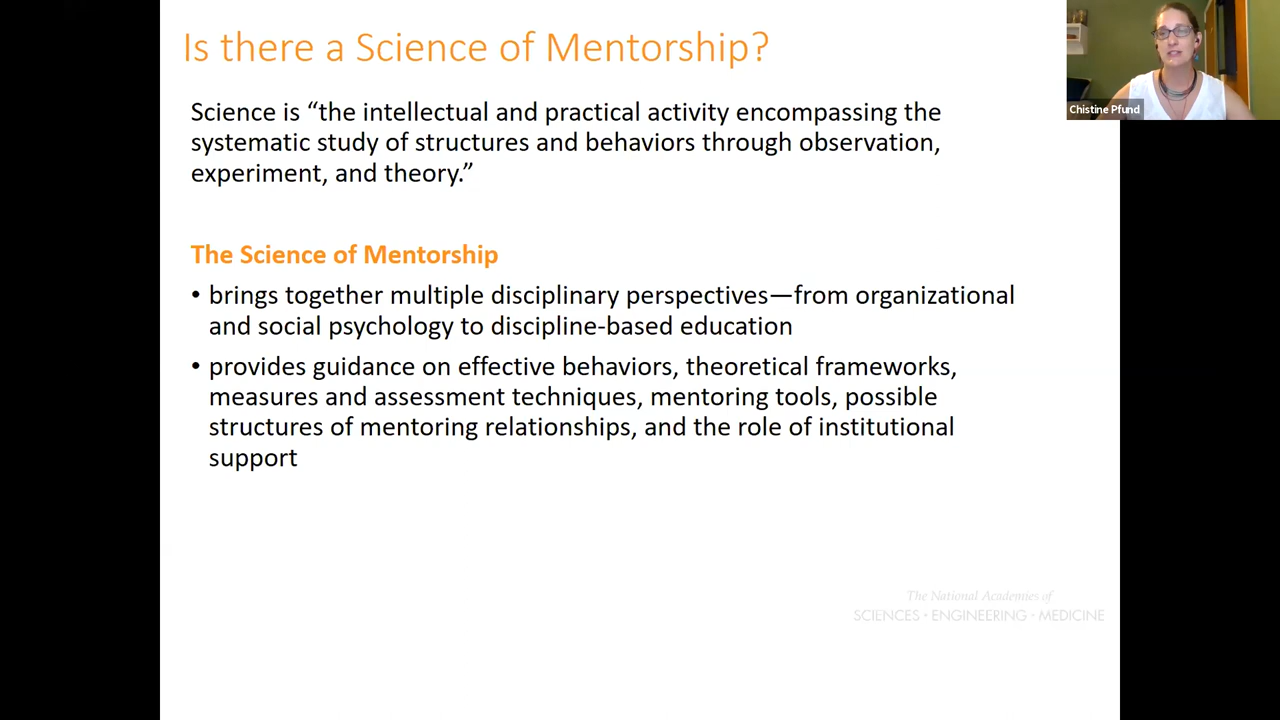 Is there a Science of Mentorship?
Chistine Pfund
Science is “the intellectual and practical activity encompassing the
systematic study of structures and behaviors through observation,
experiment, and theory.”
The Science of Mentorship
• brings together multiple disciplinary perspectives—from organizational
and social psychology to discipline-based education
• provides guidance on effective behaviors, theoretical frameworks,
measures and assessment techniques, mentoring tools, possible
structures of mentoring relationships, and the role of institutional
support
The National Academies of
SCIENCES • ENGINEERING • MEDICINE